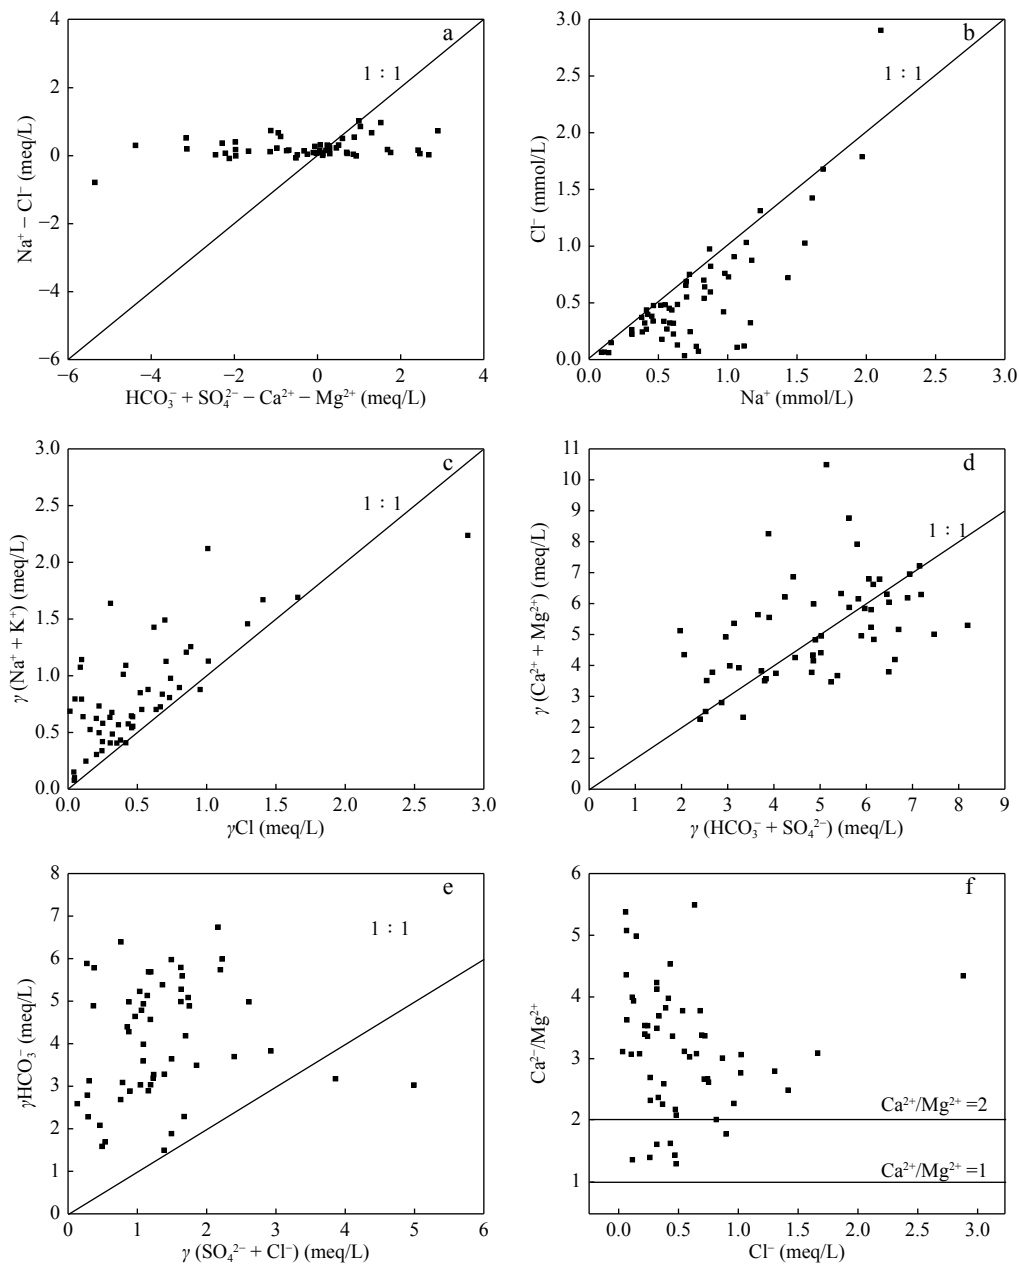 a
1 : 1
4
2
0
−2
−4
−6
Na⁺ − Cl⁻ (meq/L)
−6 −4 −2 0 2 4
HCO₃⁻ + SO₄²⁻ − Ca²⁺ − Mg²⁺ (meq/L)
b
1 : 1
3.0
2.5
2.0
1.5
1.0
0.5
0.0
Cl⁻ (mmol/L)
0.0 0.5 1.0 1.5 2.0 2.5 3.0
Na⁺ (mmol/L)
c
1 : 1
3.0
2.5
2.0
1.5
1.0
0.5
0.0
γ (Na⁺ + K⁺) (meq/L)
0.0 0.5 1.0 1.5 2.0 2.5 3.0
γCl (meq/L)
d
1 : 1
11
10
9
8
7
6
5
4
3
2
2
0
γ (Ca²⁺ + Mg²⁺) (meq/L)
0 1 2 3 4 5 6 7 8 9
γ (HCO₃⁻ + SO₄²⁻) (meq/L)
e
1 : 1
8
7
6
5
4
3
2
1
0
γHCO₃⁻ (meq/L)
0 1 2 3 4 5 6
γ (SO₄²⁻ + Cl⁻) (meq/L)
f
6
5
4
3
2
1
Ca²⁻/Mg²⁺
Ca²⁺/Mg²⁺ =2
Ca²⁺/Mg²⁺ =1
0.0 0.5 1.0 1.5 2.0 2.5 3.0
Cl⁻ (meq/L)